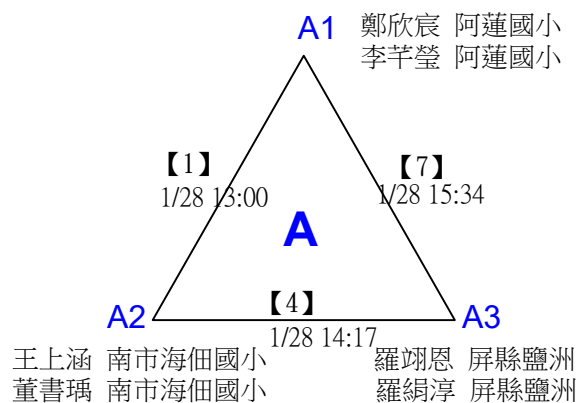 A1 鄭欣宸 阿蓮國小
李芊瑩 阿蓮國小
【1】
1/28 13:00
【7】
1/28 15:34
A
A2
【4】
1/28 14:17
A3
王上涵 南市海佃國小
董書瑀 南市海佃國小
羅翊恩 屏縣鹽洲
羅絹淳 屏縣鹽洲